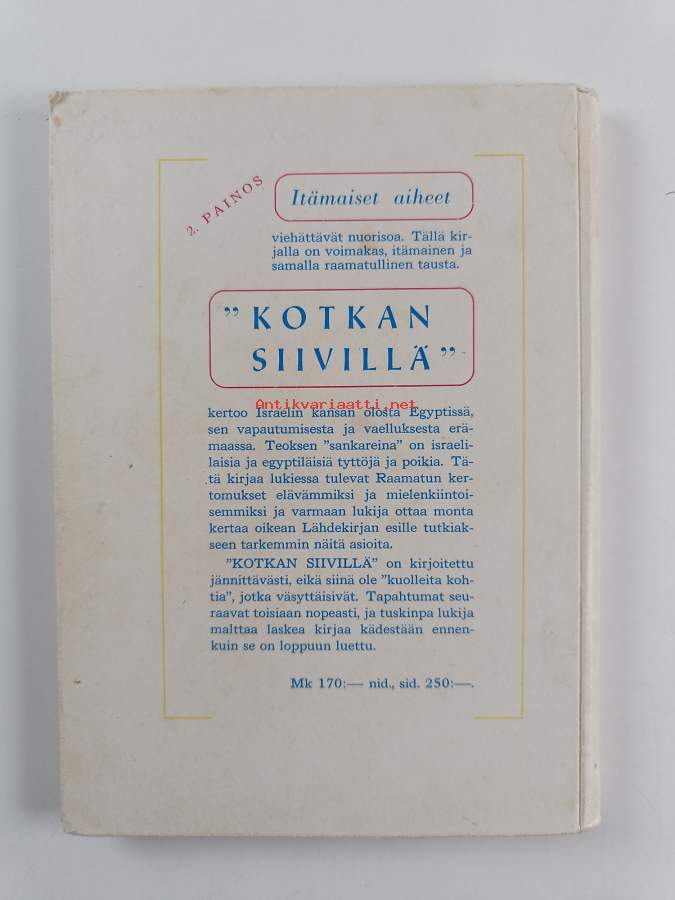 2. PAINOS
Itämaiset aiheet
viehättävät nuorisoa. Tällä kir-
jalla on voimakas, itämainen ja
samalla raamatullinen tausta.
”KOTKAN
SIIVILLÄ”
Antikvariaatti.net
kertoo Israelin kansan olosta Egyptissä,
sen vapautumisesta ja vaelluksesta erä-
maassa. Teoksen ”sankareina” on israeli-
laisia ja egyptiläisiä tyttöjä ja poikia. Tä-
tä kirjaa lukiessa tulevat Raamatun ker-
tomukset elävämmiksi ja mielenkiintoi-
semmiksi ja varmaan lukija ottaa monta
kertaa oikean Lähdekirjan esille tutkiak-
seen tarkemmin näitä asioita.
”KOTKAN SIIVILLÄ” on kirjoitettu
jännittävästi, eikä siinä ole ”kuolleita koh-
tia”, jotka väsyttäisivät. Tapahtumat seu-
raavat toisiaan nopeasti, ja tuskinpa lukija
malttaa laskea kirjaa kädestään ennen-
kuin se on loppuun luettu.
Mk 170:— nid., sid. 250:—.